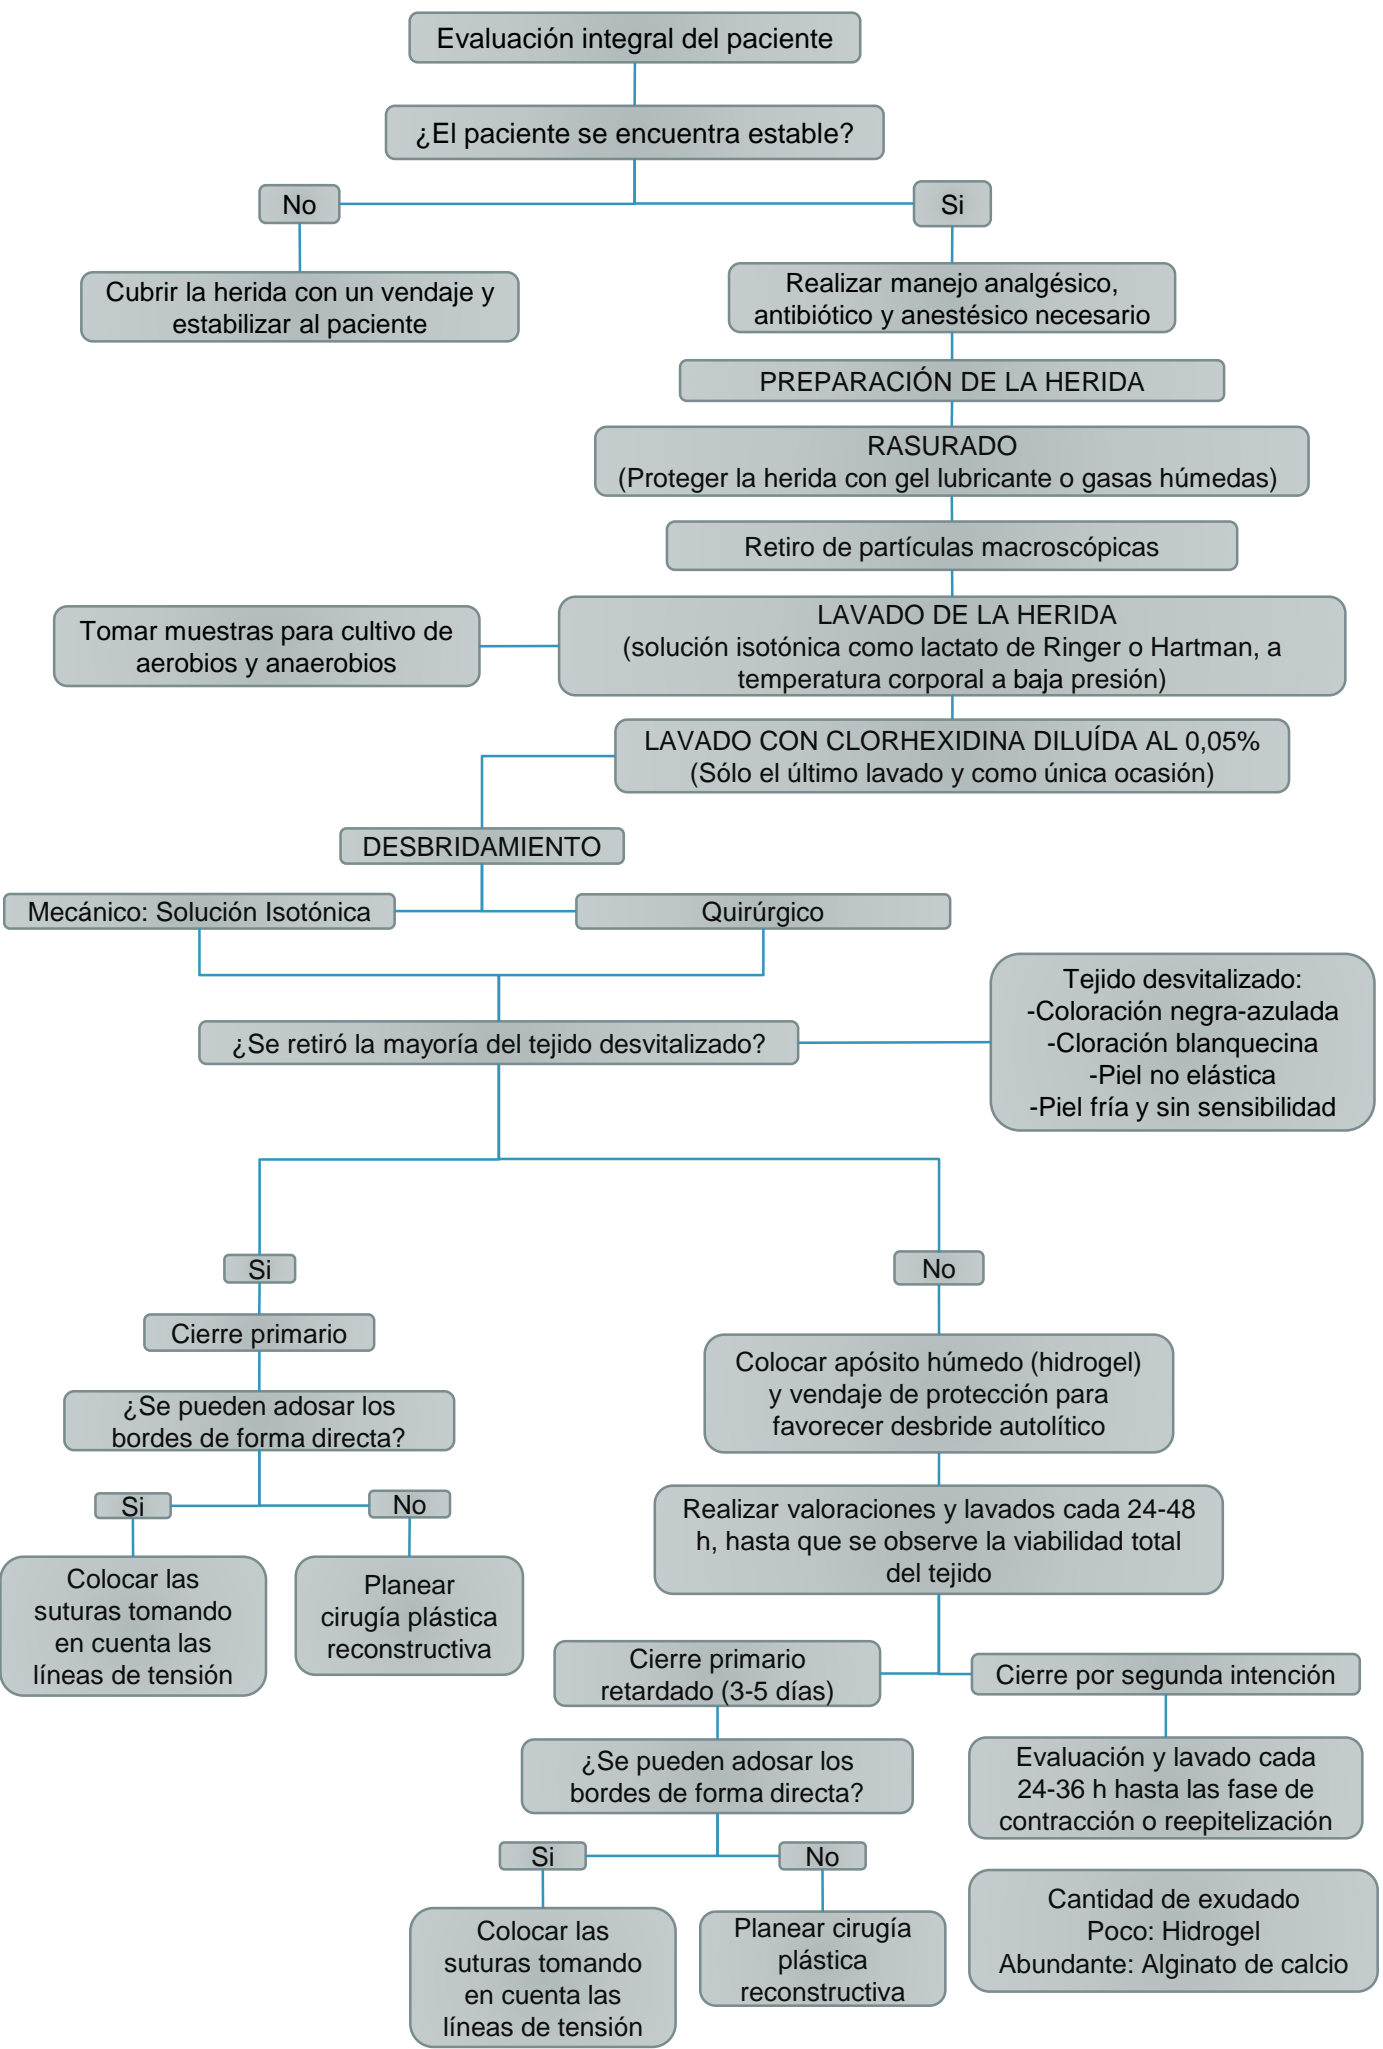 Evaluación integral del paciente
¿El paciente se encuentra estable?
No
Si
Cubrir la herida con un vendaje y
estabilizar al paciente
Realizar manejo analgésico,
antibiótico y anestésico necesario
PREPARACIÓN DE LA HERIDA
RASURADO
(Proteger la herida con gel lubricante o gasas húmedas)
Retiro de partículas macroscópicas
Tomar muestras para cultivo de
aerobios y anaerobios
LAVADO DE LA HERIDA
(solución isotónica como lactato de Ringer o Hartman, a
temperatura corporal a baja presión)
LAVADO CON CLORHEXIDINA DILUÍDA AL 0,05%
(Sólo el último lavado y como única ocasión)
DESBRIDAMIENTO
Mecánico: Solución Isotónica
Quirúrgico
¿Se retiró la mayoría del tejido desvitalizado?
Tejido desvitalizado:
-Coloración negra-azulada
-Cloración blanquecina
-Piel no elástica
-Piel fría y sin sensibilidad
Si
Cierre primario
¿Se pueden adosar los
bordes de forma directa?
Si
No
Colocar las
suturas tomando
en cuenta las
líneas de tensión
Planear
cirugía plástica
reconstructiva
No
Colocar apósito húmedo (hidrogel)
y vendaje de protección para
favorecer desbride autolítico
Realizar valoraciones y lavados cada 24-48
h, hasta que se observe la viabilidad total
del tejido
Cierre primario
retardado (3-5 días)
¿Se pueden adosar los
bordes de forma directa?
Si
No
Colocar las
suturas tomando
en cuenta las
líneas de tensión
Planear cirugía
plástica
reconstructiva
Cierre por segunda intención
Evaluación y lavado cada
24-36 h hasta las fase de
contracción o reepitelización
Cantidad de exudado
Poco: Hidrogel
Abundante: Alginato de calcio